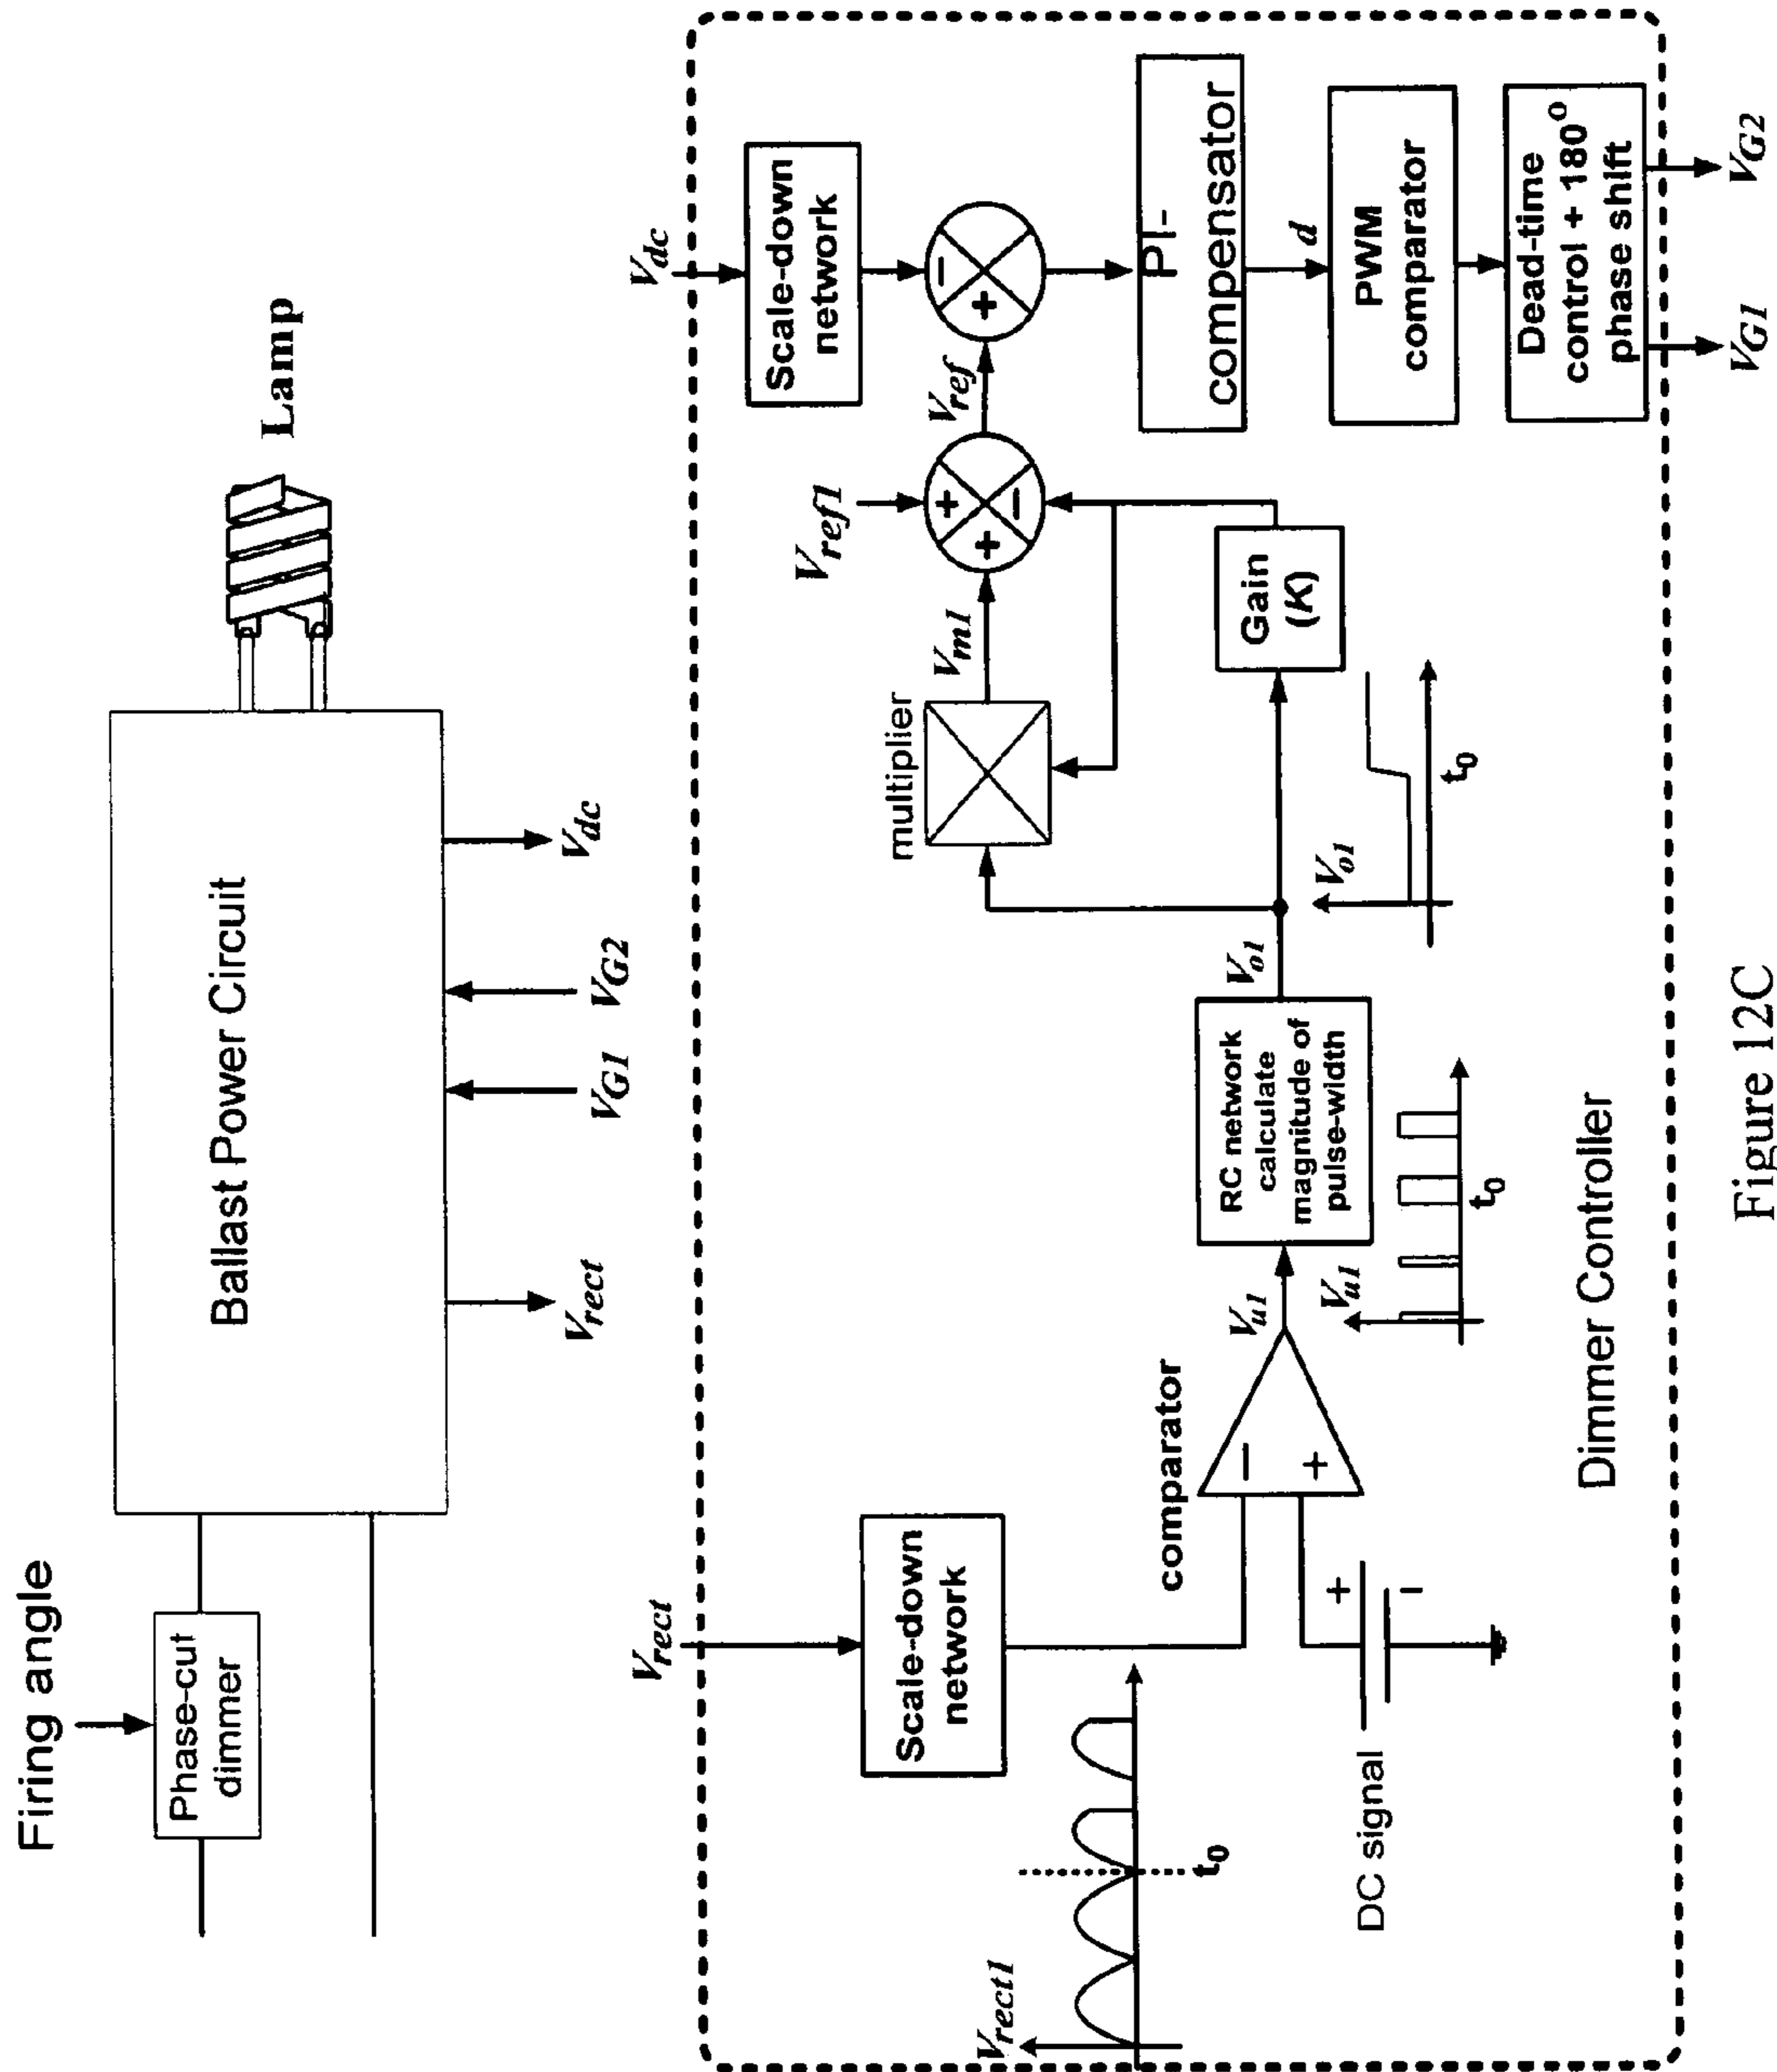 Firing angle
Phase-cut
dimmer
Ballast Power Circuit
Lamp
Vrect
VG1
VG2
Vdc
Vrect
Scale-down
network
Vrect1
t0
DC signal
+
−
comparator
−
+
Vu1
Vu1
t0
RC network
calculate
magnitude of
pulse-width
Vo1
Vo1
t0
multiplier
Gain
(K)
Vm1
Vref1
+
+
−
Vref
Vdc
Scale-down
network
−
+
PI-
compensator
d
PWM
comparator
Dead-time
control + 180o
phase shift
VG1
VG2
Dimmer Controller
Figure 12C